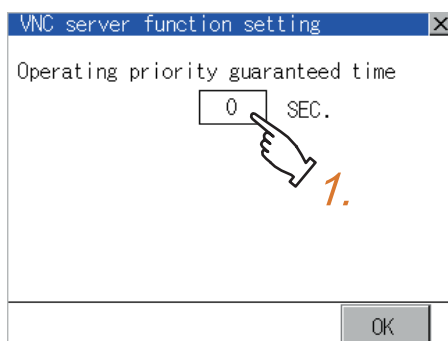 VNC server function setting ×
Operating priority guaranteed time
0 SEC.
1.
OK